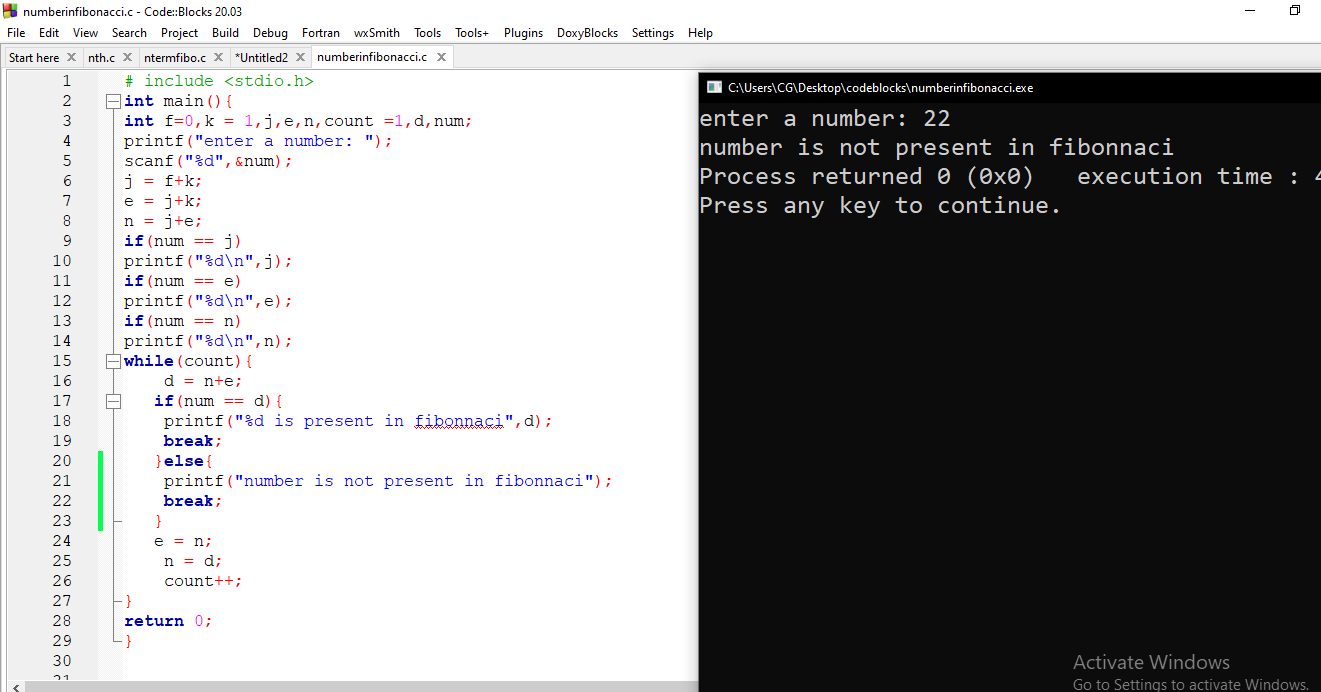 numberinfibonacci.c - Code::Blocks 20.03
File Edit View Search Project Build Debug Fortran wxSmith Tools Tools+ Plugins DoxyBlocks Settings Help
Start here nth.c ntermfibo.c *Untitled2 numberinfibonacci.c
1 # include <stdio.h>
2 int main(){
3 int f=0,k = 1,j,e,n,count =1,d,num;
4 printf("enter a number: ");
5 scanf("%d",&num);
6 j = f+k;
7 e = j+k;
8 n = j+e;
9 if(num == j)
10 printf("%d\n",j);
11 if(num == e)
12 printf("%d\n",e);
13 if(num == n)
14 printf("%d\n",n);
15 while(count){
16 d = n+e;
17 if(num == d){
18 printf("%d is present in fibonnaci",d);
19 break;
20 }else{
21 printf("number is not present in fibonnaci");
22 break;
23 }
24 e = n;
25 n = d;
26 count++;
27 }
28 return 0;
29 }
30
C:\Users\CG\Desktop\codeblocks\numberinfibonacci.exe
enter a number: 22
number is not present in fibonnaci
Process returned 0 (0x0) execution time :
Press any key to continue.
Activate Windows
Go to Settings to activate Windows.